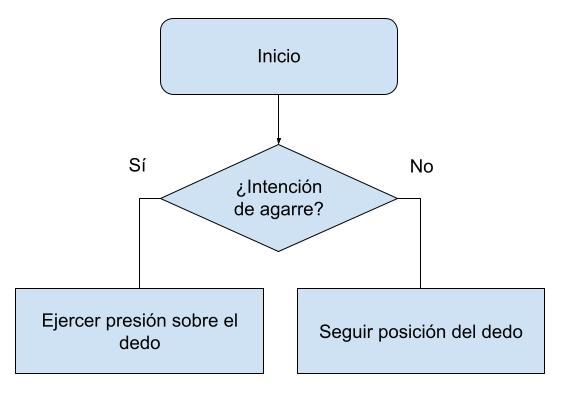 Inicio
Sí
No
¿Intención
de agarre?
Ejercer presión sobre el
dedo
Seguir posición del dedo